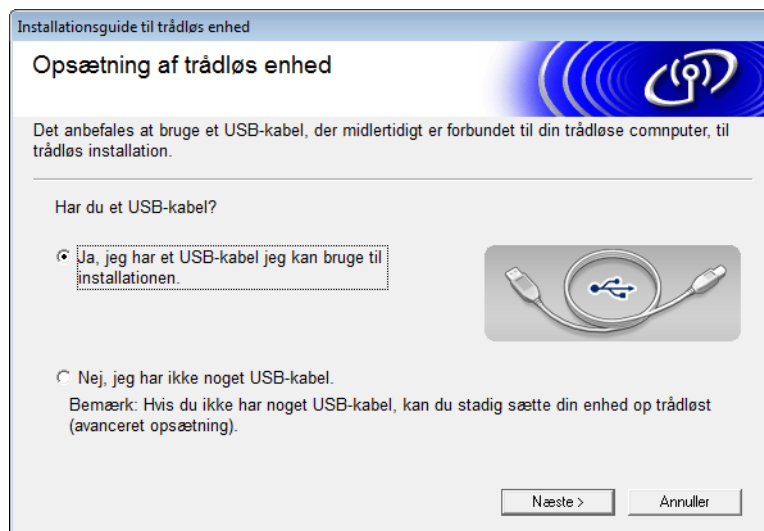 Installationsguide til trådløs enhed
Opsætning af trådløs enhed
Det anbefales at bruge et USB-kabel, der midlertidigt er forbundet til din trådløse comnputer, til
trådløs installation.
Har du et USB-kabel?
Ja, jeg har et USB-kabel jeg kan bruge til
installationen.
Nej, jeg har ikke noget USB-kabel.
Bemærk: Hvis du ikke har noget USB-kabel, kan du stadig sætte din enhed op trådløst
(avanceret opsætning).
Næste >
Annuller